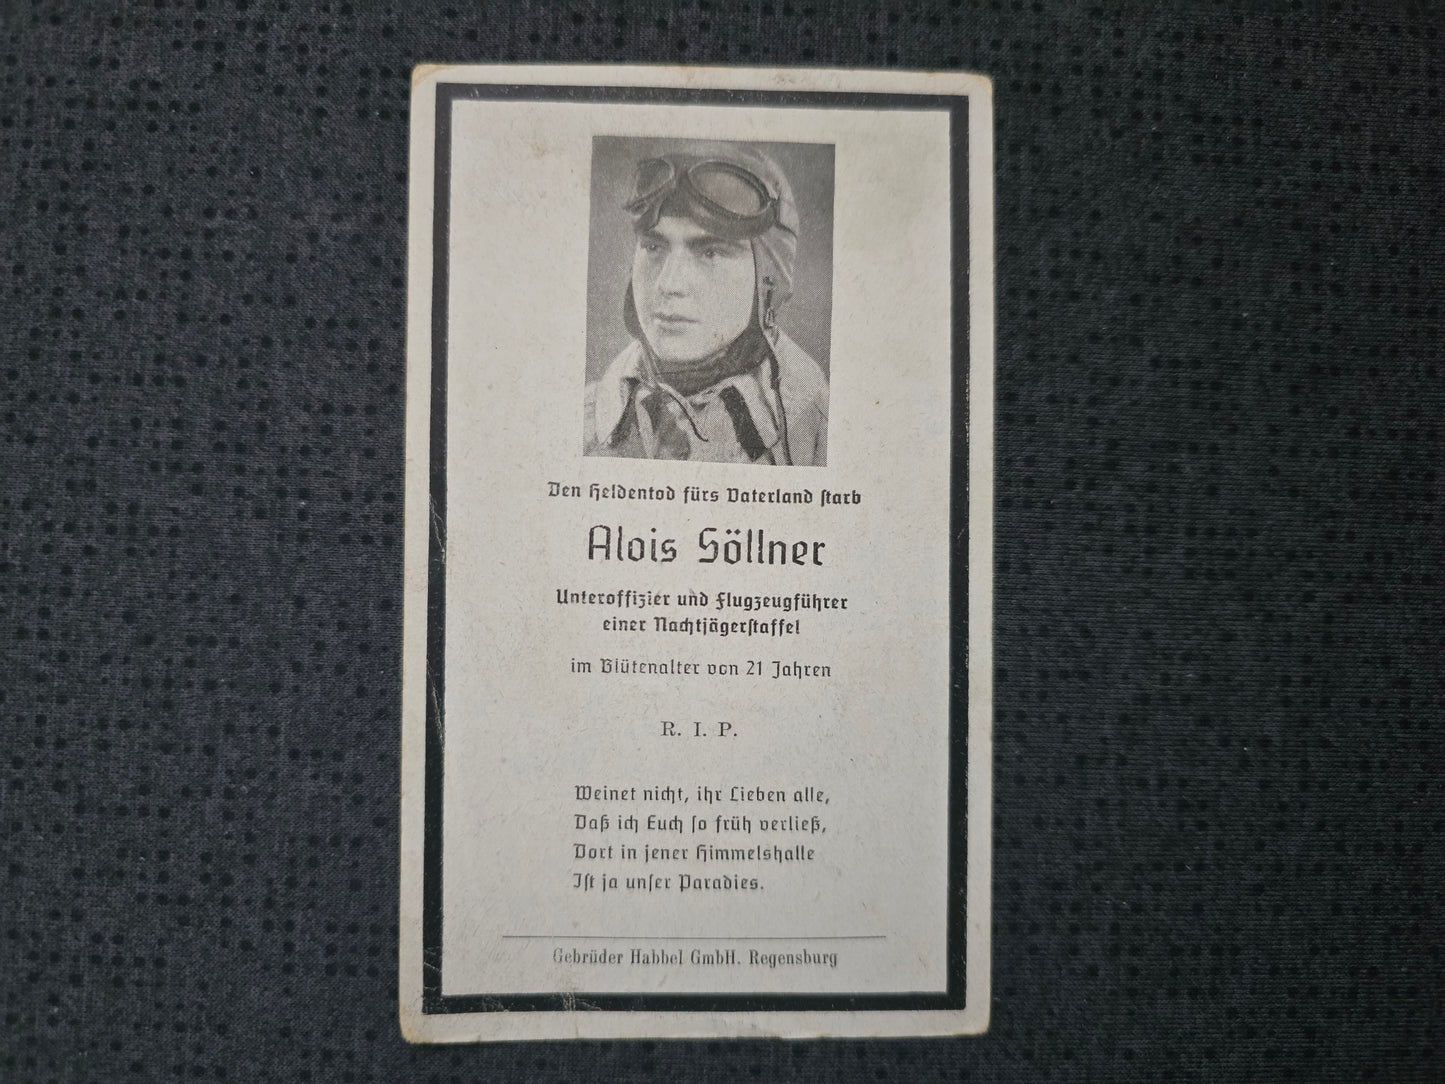 Den Heldentod fürs Vaterland starb
Alois Söllner
Unteroffizier und Flugzeugführer
einer Nachtjägerstaffel
im Blütenalter von 21 Jahren
R. I. P.
Weinet nicht, ihr Lieben alle,
Daß ich Euch so früh verließ,
Dort in jener Himmelshalle
Ist ja unser Paradies.
Gebrüder Habbel GmbH. Regensburg